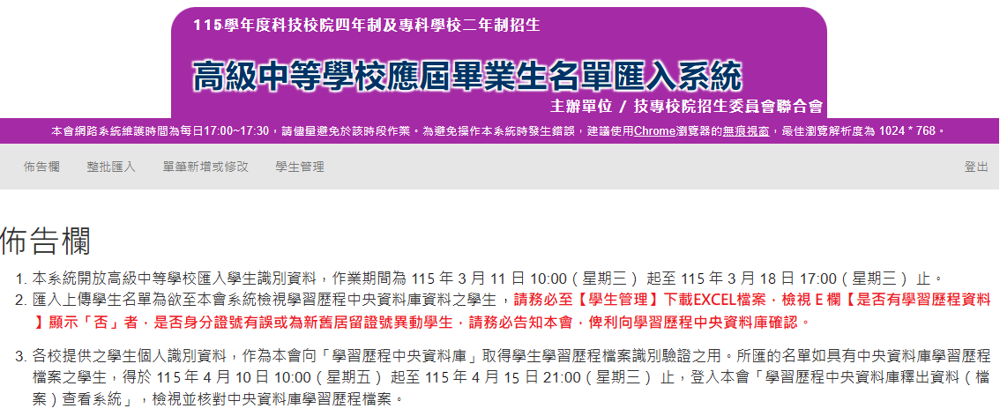 115學年度科技校院四年制及專科學校二年制招生
高級中等學校應屆畢業生名單匯入系統
主辦單位 / 技專校院招生委員會聯合會
本會網路系統維護時間為每日17:00~17:30，請儘量避免於該時段作業。為避免操作本系統時發生錯誤，建議使用Chrome瀏覽器的無痕視窗，最佳瀏覽解析度為 1024 * 768。
佈告欄 整批匯入 單筆新增或修改 學生管理 登出
佈告欄
1. 本系統開放高級中等學校匯入學生識別資料，作業期間為 115 年 3 月 11 日 10:00（星期三） 起至 115 年 3 月 18 日 17:00（星期三） 止。
2. 匯入上傳學生名單為欲至本會系統檢視學習歷程中央資料庫資料之學生，請務必至【學生管理】下載EXCEL檔案，檢視 E 欄【是否有學習歷程資料
】顯示「否」者，是否身分證號有誤或為新舊居留證號異動學生，請務必告知本會，俾利向學習歷程中央資料庫確認。
3. 各校提供之學生個人識別資料，作為本會向「學習歷程中央資料庫」取得學生學習歷程檔案識別驗證之用。所匯的名單如具有中央資料庫學習歷程
檔案之學生，得於 115 年 4 月 10 日 10:00（星期五） 起至 115 年 4 月 15 日 21:00（星期三） 止，登入本會「學習歷程中央資料庫釋出資料（檔
案）查看系統」，檢視並核對中央資料庫學習歷程檔案。